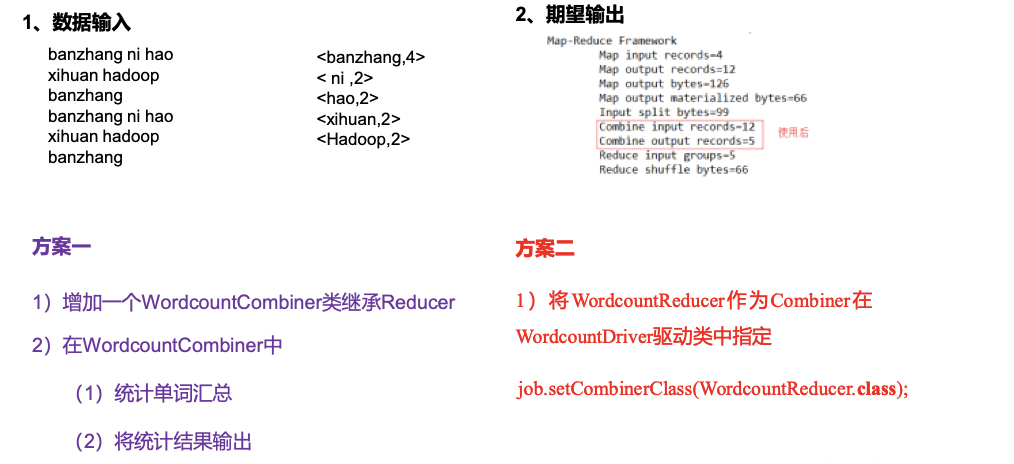 1、数据输入
banzhang ni hao
xihuan hadoop
banzhang
banzhang ni hao
xihuan hadoop
banzhang
<banzhang,4>
< ni ,2>
<hao,2>
<xihuan,2>
<Hadoop,2>
2、期望输出
Map-Reduce Framework
Map input records=4
Map output records=12
Map output bytes=126
Map output materialized bytes=66
Input split bytes=99
Combine input records=12
Combine output records=5
使用后
Reduce input groups=5
Reduce shuffle bytes=66
方案一
1）增加一个WordcountCombiner类继承Reducer
2）在WordcountCombiner中
（1）统计单词汇总
（2）将统计结果输出
方案二
1）将WordcountReducer作为Combiner在
WordcountDriver驱动类中指定
job.setCombinerClass(WordcountReducer.class);